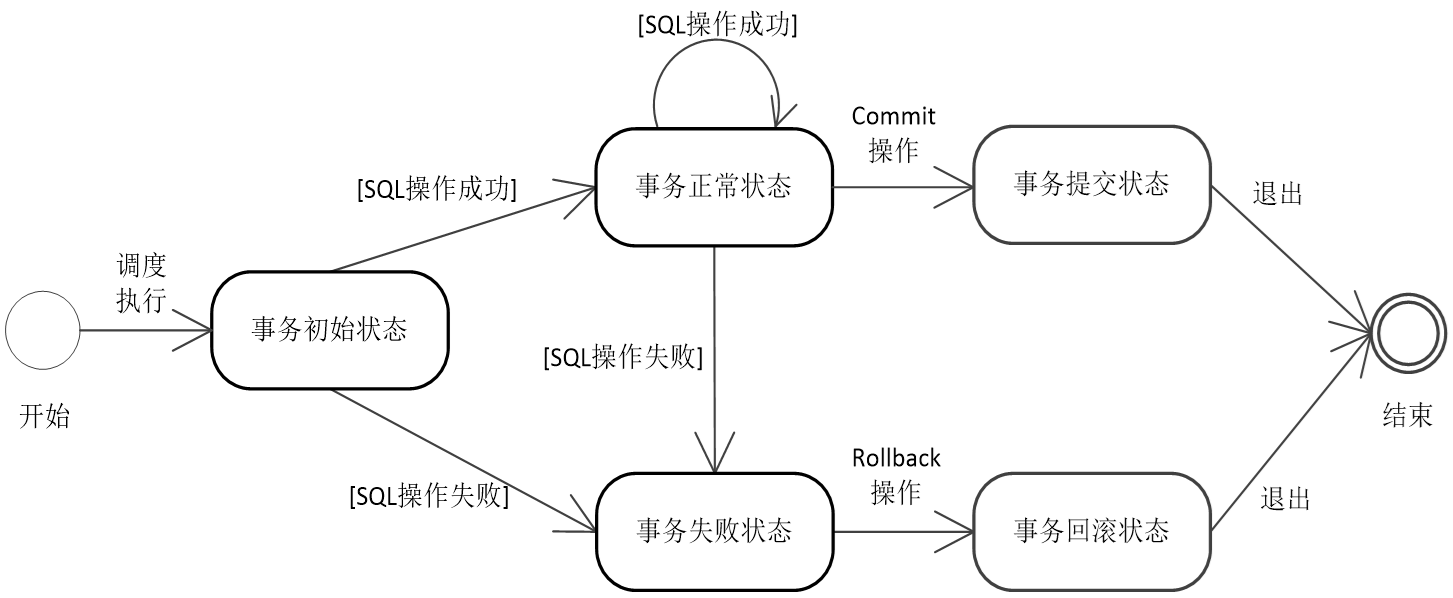 [SQL操作成功]
Commit
操作
事务正常状态
事务提交状态
[SQL操作成功]
退出
调度
执行
事务初始状态
[SQL操作失败]
开始
结束
Rollback
操作
[SQL操作失败]
退出
事务失败状态
事务回滚状态